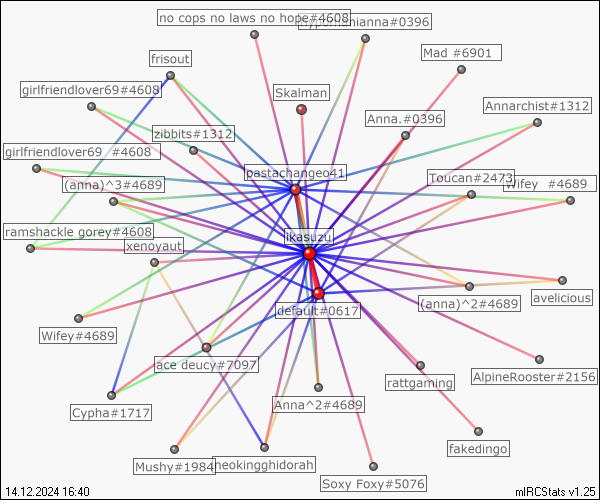 no cops no laws no hope#4608
#0396
Mad #6901
frisout
girlfriendlover69#4608
Skalman
Annarchist#1312
Anna.#0396
zibbits#1312
girlfriendlover69 #4608
pastachangeo41
Toucan#2473
Wifey #4689
(anna)^3#4689
ramshackle gorey#4608
ikasuzu
xenoyaut
default#0617
(anna)^2#4689
avelicious
Wifey#4689
ace deucy#7097
rattgaming
AlpineRooster#2156
Cypha#1717
Anna^2#4689
fakedingo
Mushy#1984
neokingghidorah
Soxy Foxy#5076
14.12.2024 16:40
mIRCStats v1.25